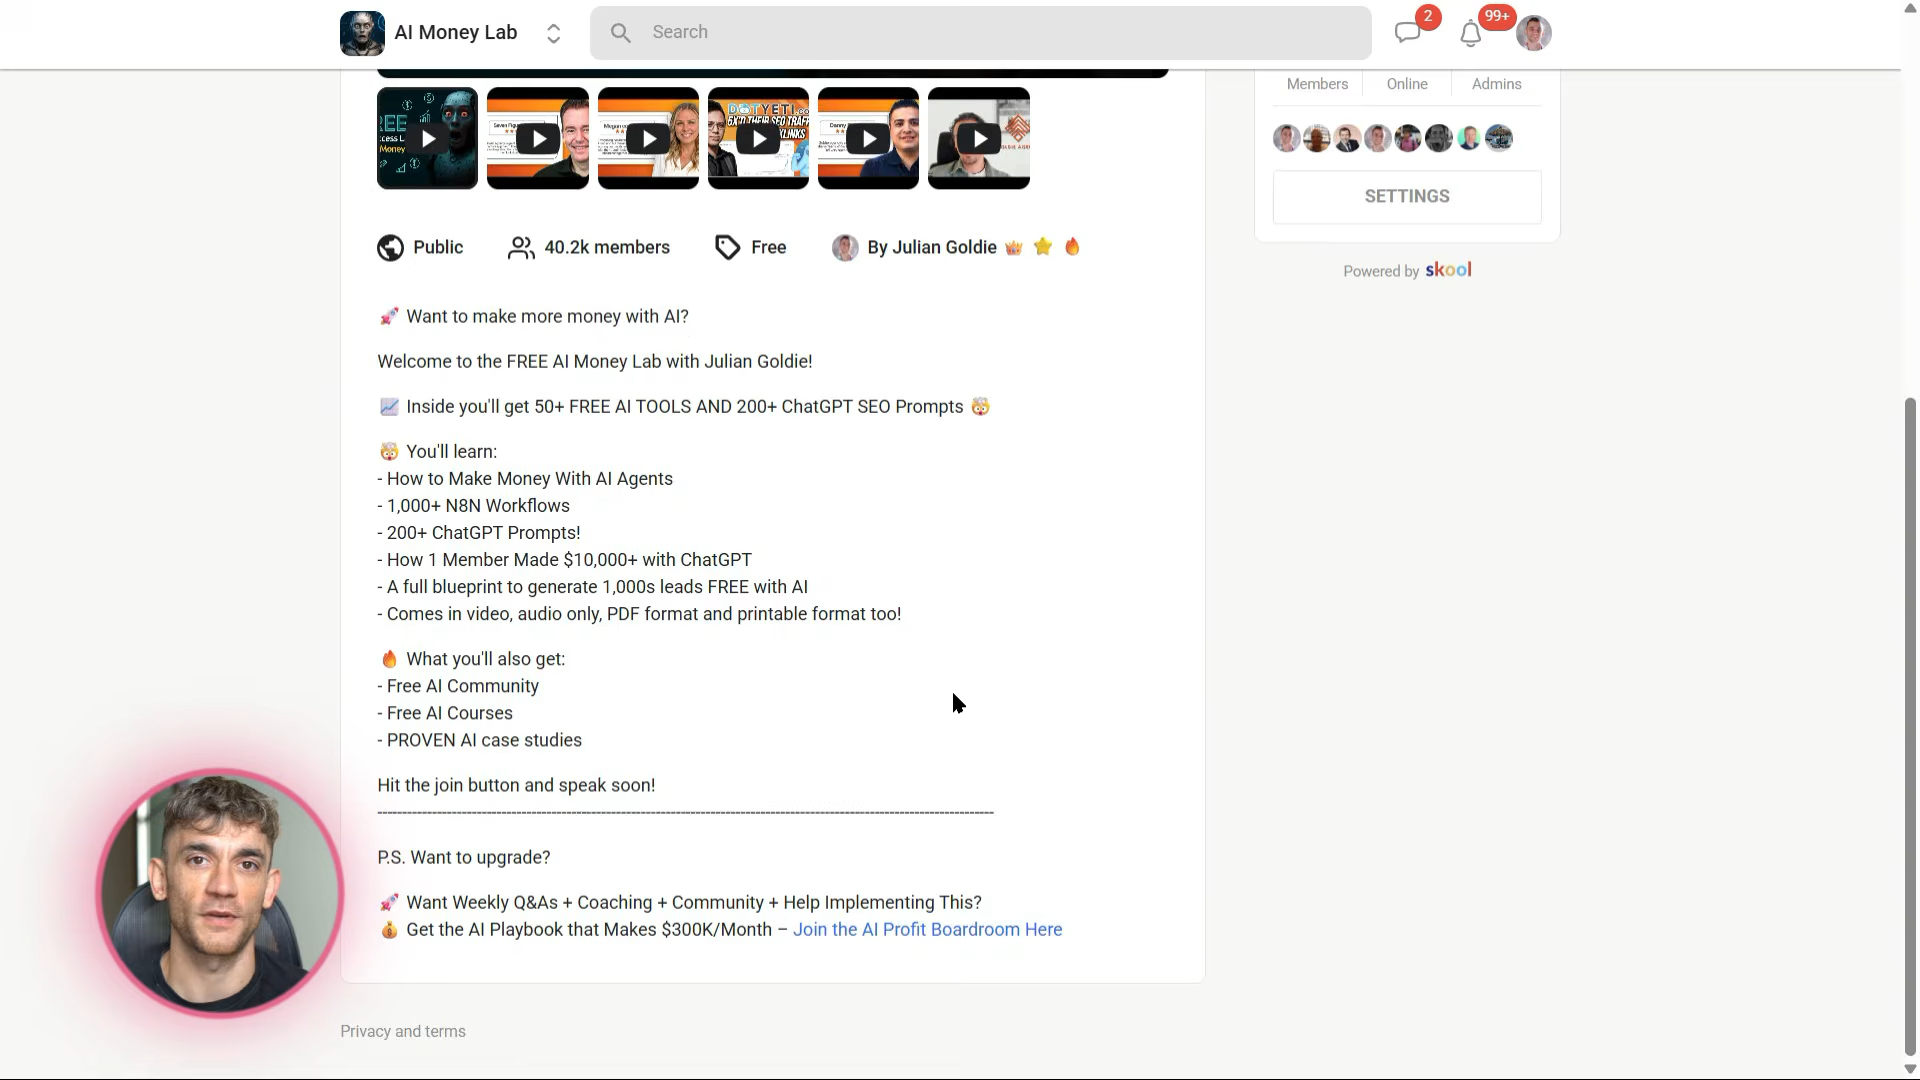 AI Money Lab
Search
2
99+
Members
Online
Admins
SETTINGS
Powered by skool
Public
40.2k members
Free
By Julian Goldie 👑 ⭐ 🔥
🚀 Want to make more money with AI?
Welcome to the FREE AI Money Lab with Julian Goldie!
📈 Inside you'll get 50+ FREE AI TOOLS AND 200+ ChatGPT SEO Prompts 🤯
🤯 You'll learn:
- How to Make Money With AI Agents
- 1,000+ N8N Workflows
- 200+ ChatGPT Prompts!
- How 1 Member Made $10,000+ with ChatGPT
- A full blueprint to generate 1,000s leads FREE with AI
- Comes in video, audio only, PDF format and printable format too!
🔥 What you'll also get:
- Free AI Community
- Free AI Courses
- PROVEN AI case studies
Hit the join button and speak soon!
P.S. Want to upgrade?
🚀 Want Weekly Q&As + Coaching + Community + Help Implementing This?
💰 Get the AI Playbook that Makes $300K/Month – Join the AI Profit Boardroom Here
Privacy and terms